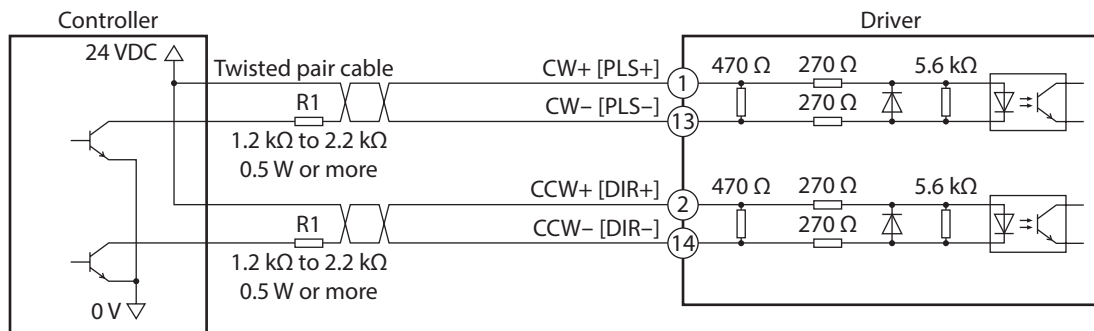 Controller
Driver
24 VDC
Twisted pair cable
CW+ [PLS+]
1
470 Ω
270 Ω
5.6 kΩ
R1
CW– [PLS–]
13
270 Ω
1.2 kΩ to 2.2 kΩ
0.5 W or more
CCW+ [DIR+]
2
470 Ω
270 Ω
5.6 kΩ
R1
CCW– [DIR–]
14
270 Ω
1.2 kΩ to 2.2 kΩ
0.5 W or more
0 V